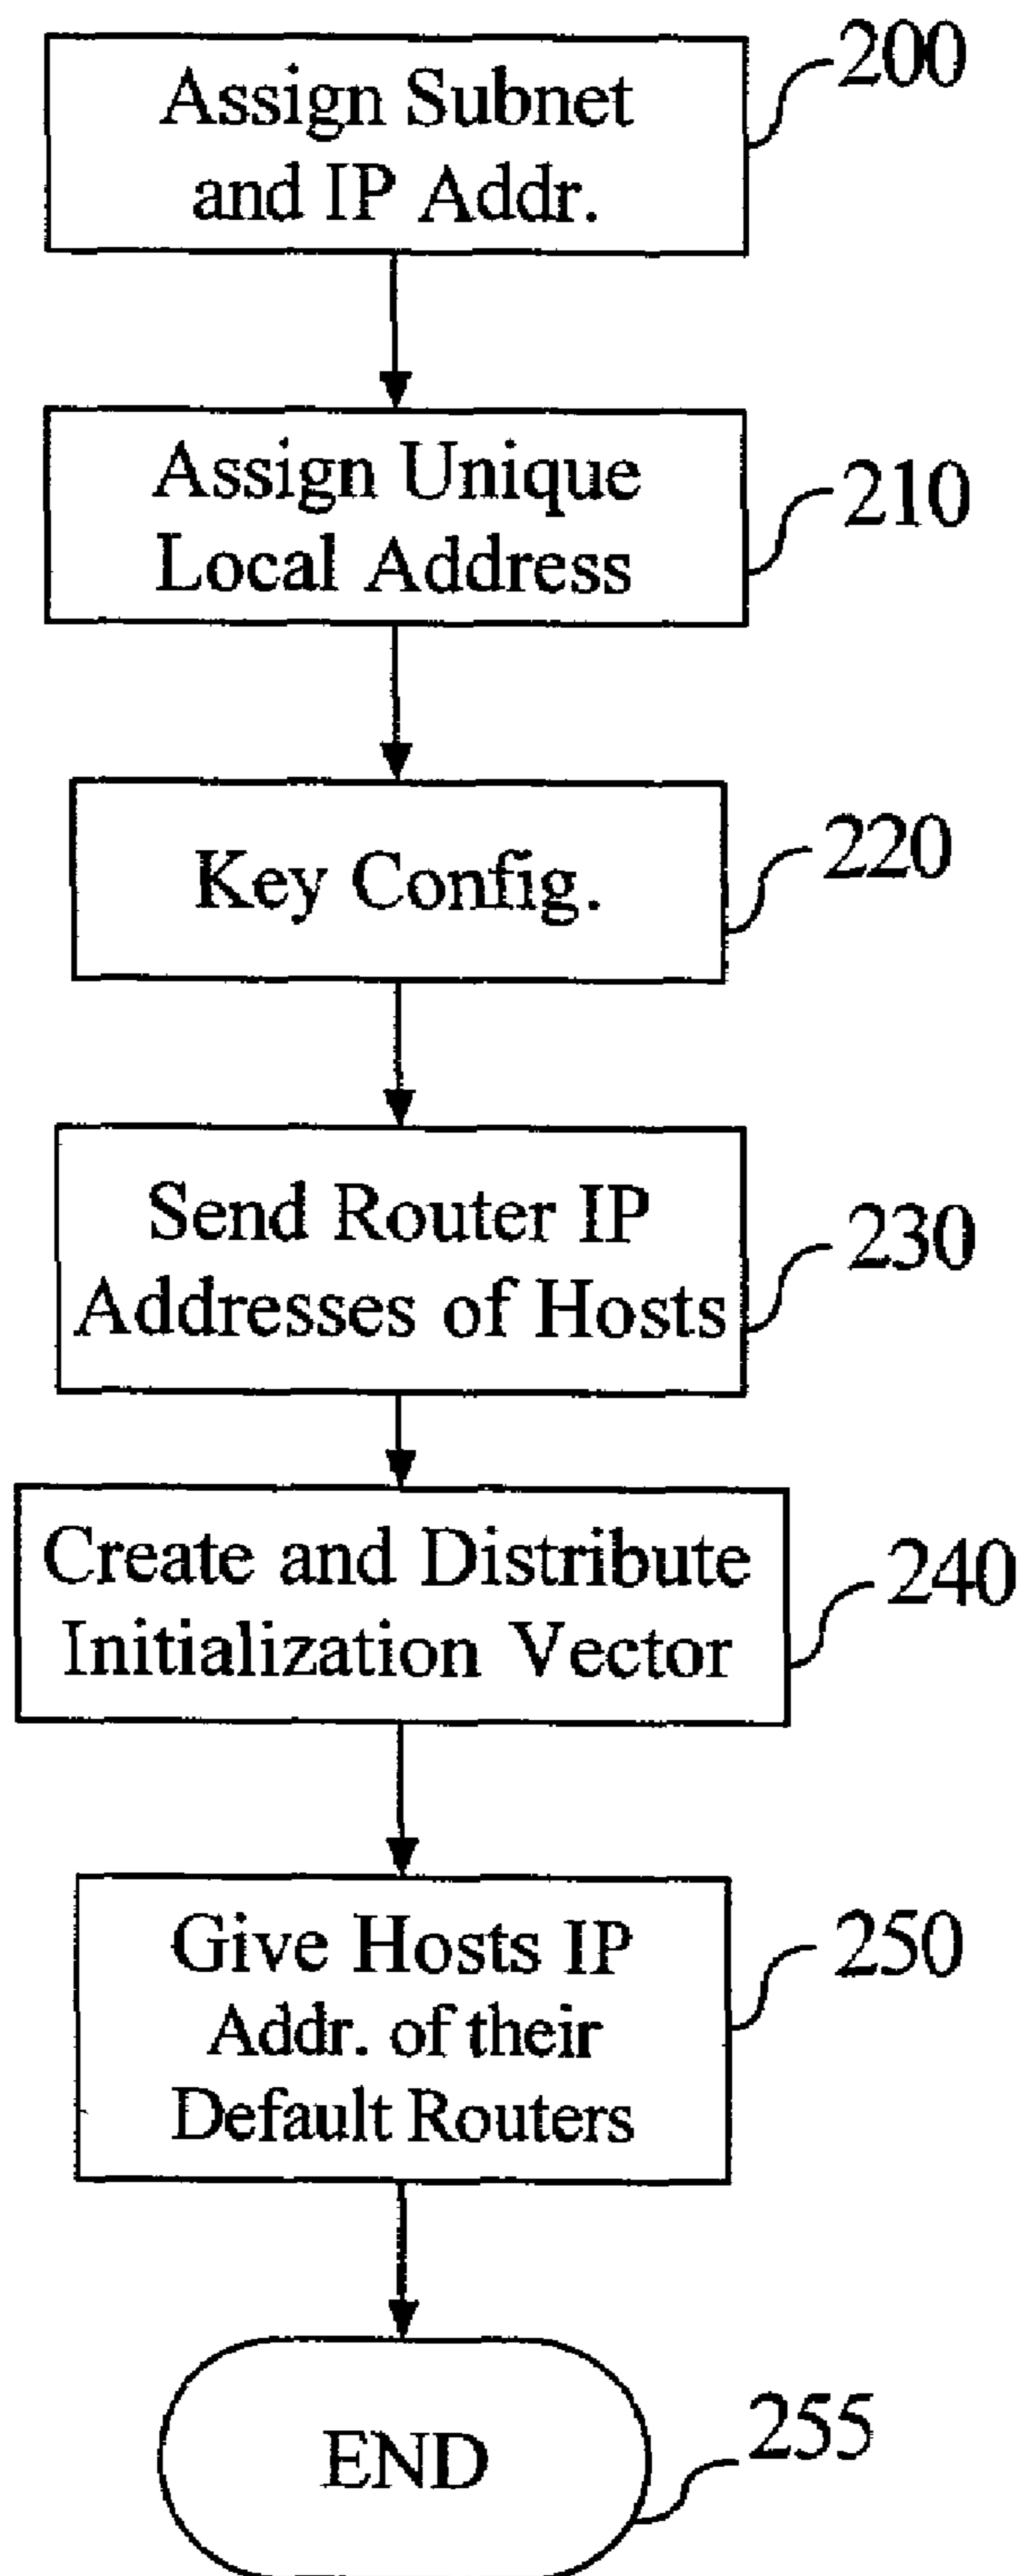 Assign Subnet
and IP Addr.
200
Assign Unique
Local Address
210
Key Config.
220
Send Router IP
Addresses of Hosts
230
Create and Distribute
Initialization Vector
240
Give Hosts IP
Addr. of their
Default Routers
250
END
255